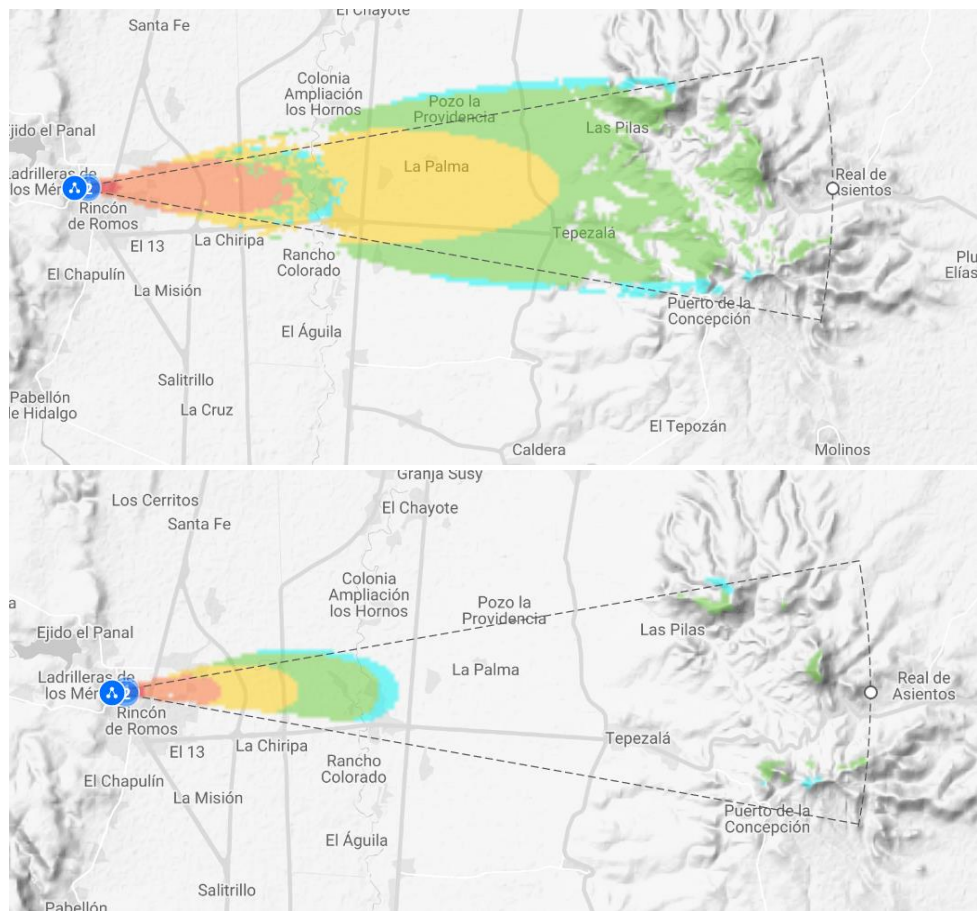 El Chayote
Santa Fe
Colonia
Ampliación
los Hornos
Pozo la
Providencia
Las Pilas
Ejido el Panal
La Palma
Ladrilleras de
los Mér
2
Real de
Asientos
Rincón
de Romos
El 13
La Chiripa
Tepezalá
Rancho
Colorado
El Chapulín
La Misión
Plu
Elías
Puerto de la
Concepción
El Águila
Salitrillo
La Cruz
Pabellón
de Hidalgo
El Tepozán
Caldera
Molinos
Granja Susy
Los Cerritos
El Chayote
Santa Fe
Colonia
Ampliación
los Hornos
Pozo la
Providencia
a
Ejido el Panal
Las Pilas
La Palma
Ladrilleras de
los Mér
2
Real de
Asientos
Rincón
de Romos
El 13
La Chiripa
Tepezalá
Rancho
Colorado
El Chapulín
La Misión
Puerto de la
Concepción
El Águila
Salitrillo
Pabellón